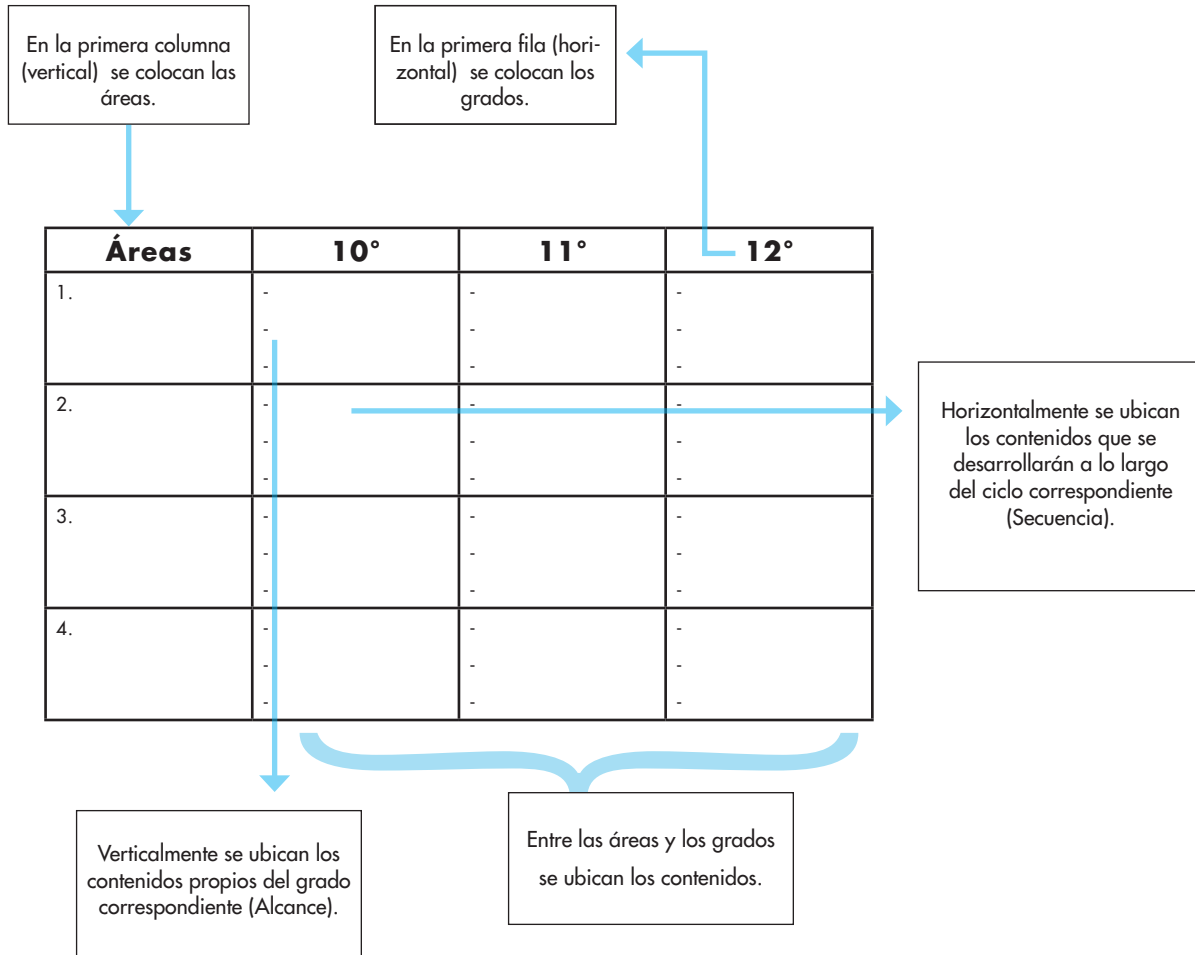 En la primera columna
(vertical) se colocan las
áreas.
En la primera fila (hori-
zontal) se colocan los
grados.
Áreas 10° 11° 12°
1. - - -
- - -
- - -
2. - - -
- - -
- - -
3. - - -
- - -
- - -
4. - - -
- - -
- - -
Horizontalmente se ubican
los contenidos que se
desarrollarán a lo largo
del ciclo correspondiente
(Secuencia).
Verticalmente se ubican los
contenidos propios del grado
correspondiente (Alcance).
Entre las áreas y los grados
se ubican los contenidos.